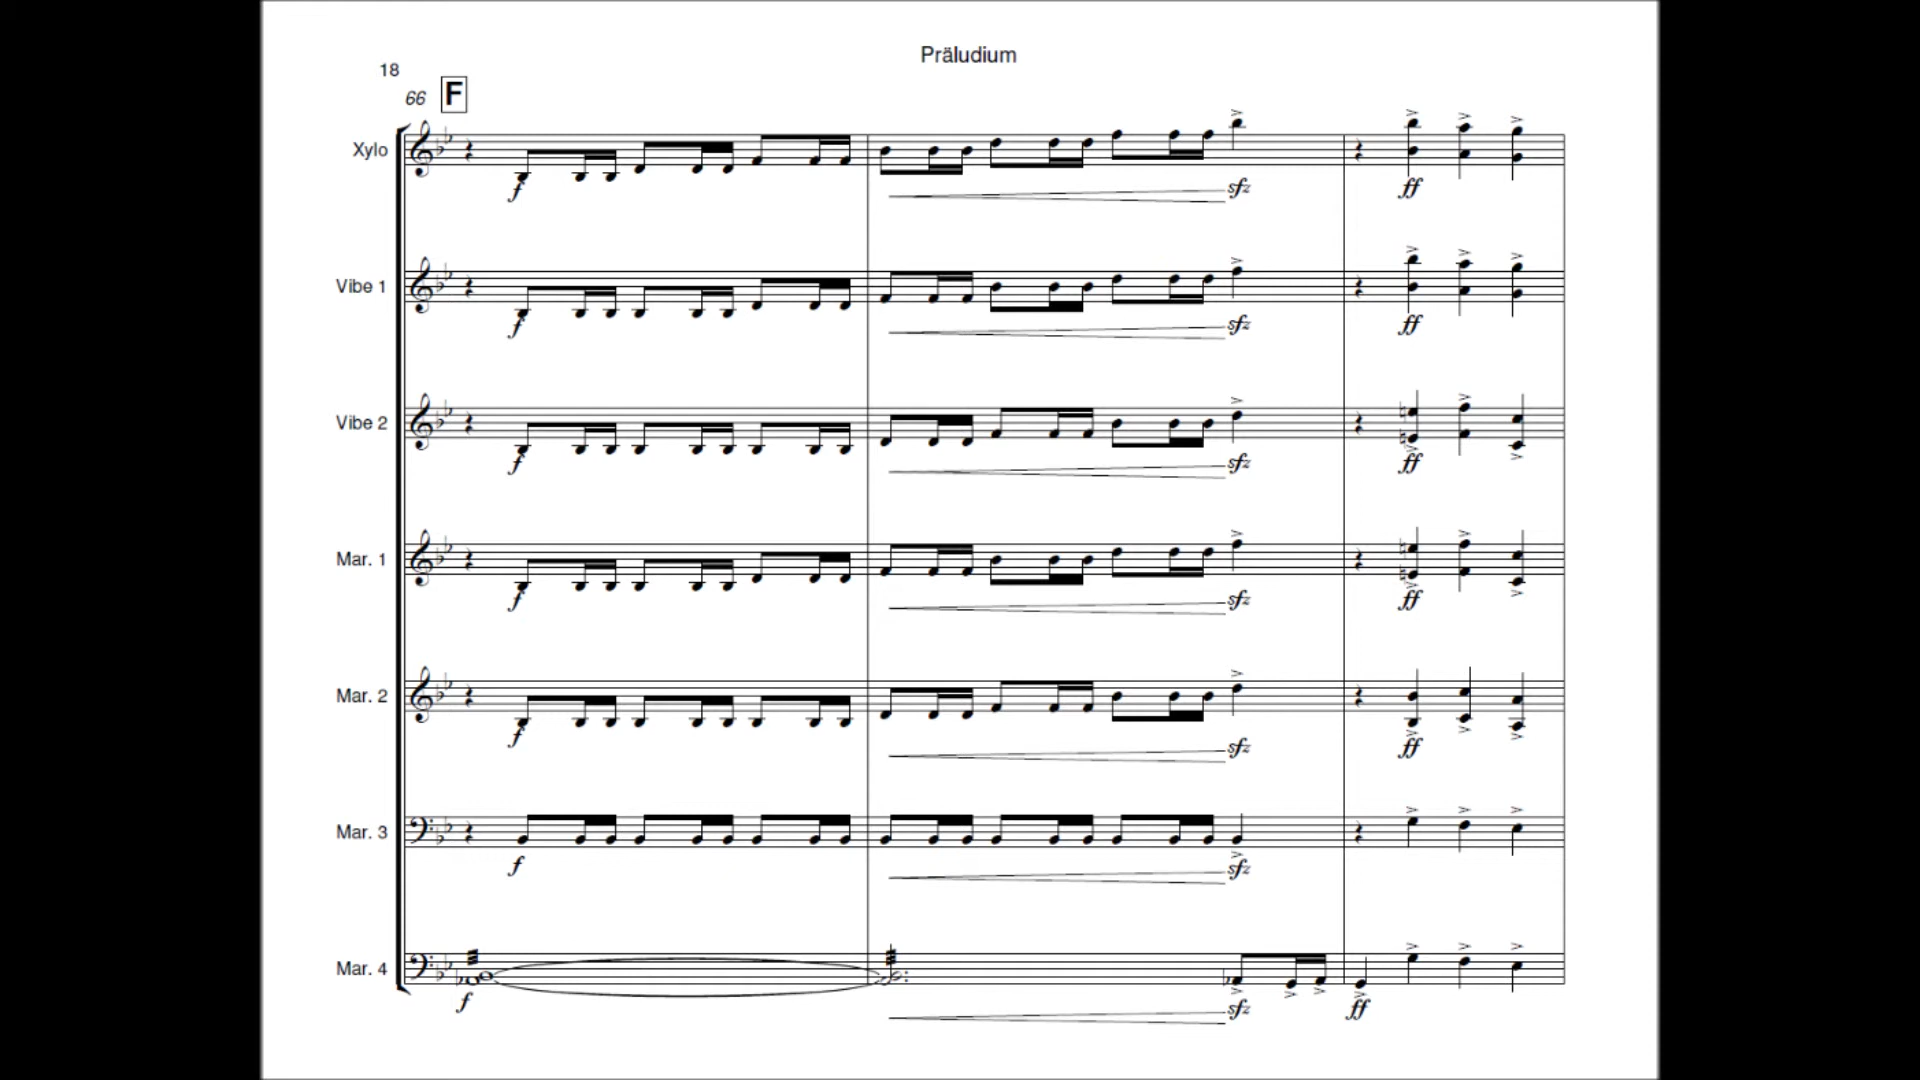 Präludium
18
66 F
Xylo
f sfz ff
Vibe 1
f sfz ff
Vibe 2
f sfz ff
Mar. 1
f sfz ff
Mar. 2
f sfz ff
Mar. 3
f sfz
Mar. 4
f sfz ff